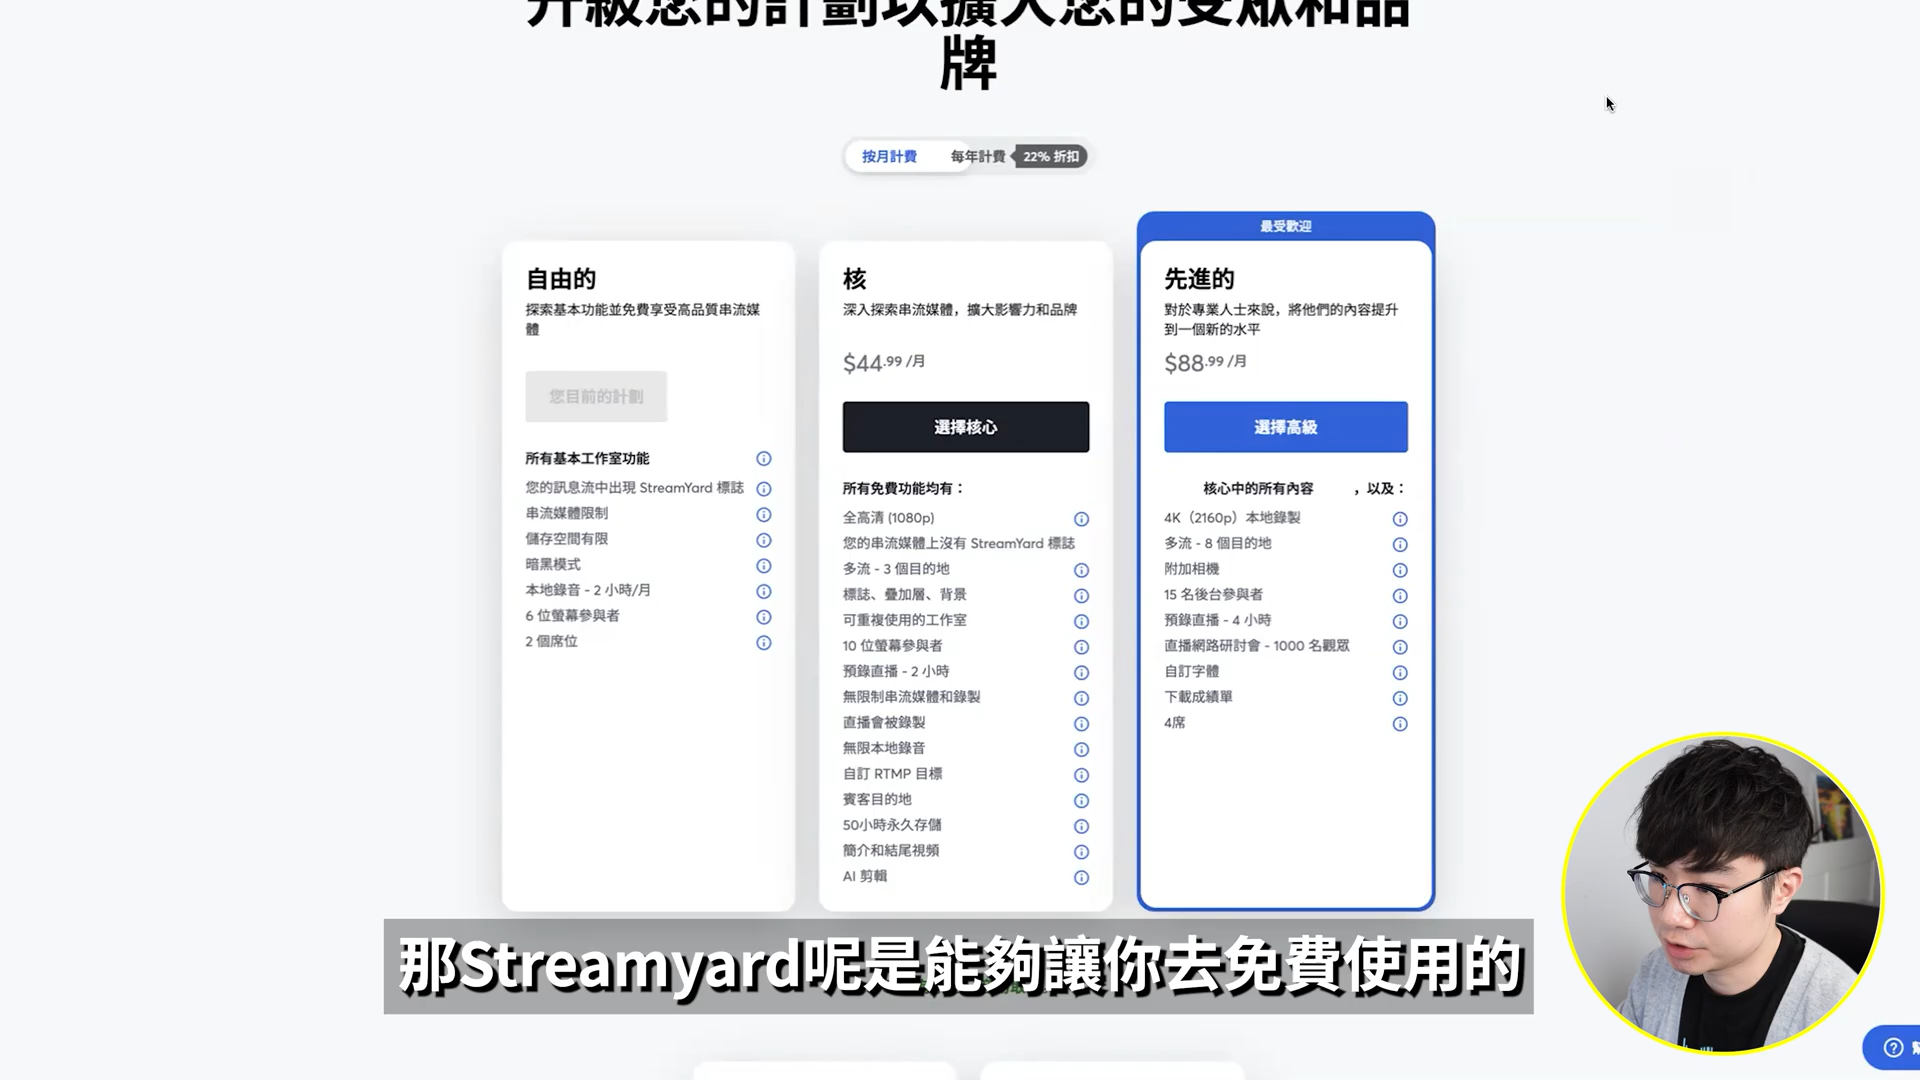 升級您的計劃以擴大您的受眾和品
牌
按月計費
每年計費
22% 折扣
自由的
探索基本功能並免費享受高品質串流媒
體
您目前的計劃
所有基本工作室功能
您的訊息流中出現 StreamYard 標誌
串流媒體限制
儲存空間有限
暗黑模式
本地錄音 - 2 小時/月
6 位螢幕參與者
2 個席位
核
深入探索串流媒體，擴大影響力和品牌
$44.99 /月
選擇核心
所有免費功能均有：
全高清 (1080p)
您的串流媒體上沒有 StreamYard 標誌
多流 - 3 個目的地
標誌、疊加層、背景
可重複使用的工作室
10 位螢幕參與者
預錄直播 - 2 小時
無限制串流媒體和錄製
直播會被錄製
無限本地錄音
自訂 RTMP 目標
賓客目的地
50小時永久存儲
簡介和結尾視頻
AI 剪輯
最受歡迎
先進的
對於專業人士來說，將他們的內容提升
到一個新的水平
$88.99 /月
選擇高級
核心中的所有內容，以及：
4K（2160p）本地錄製
多流 - 8 個目的地
附加相機
15 名後台參與者
預錄直播 - 4 小時
直播網路研討會 - 1000 名觀眾
自訂字體
下載成績單
4席
那Streamyard呢是能夠讓你去免費使用的